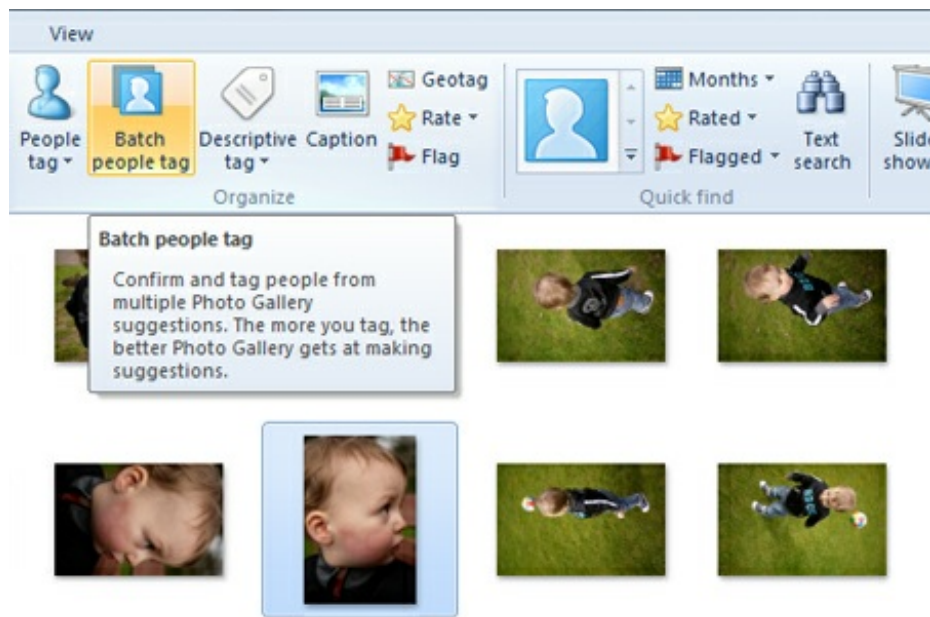 View
People
tag
Batch
people tag
Descriptive
tag
Caption
Geotag
Rate
Flag
Organize
Months
Rated
Flagged
Text
search
Quick find
show
Batch people tag
Confirm and tag people from
multiple Photo Gallery
suggestions. The more you tag, the
better Photo Gallery gets at making
suggestions.